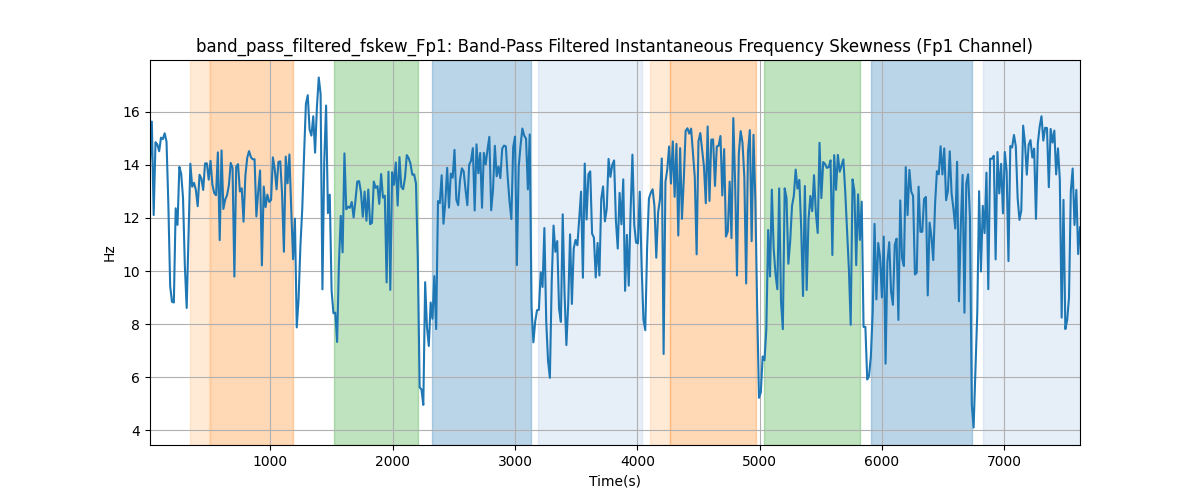 band_pass_filtered_fskew_Fp1: Band-Pass Filtered Instantaneous Frequency Skewness (Fp1 Channel)
16
14
12
10
8
6
4
Hz
1000 2000 3000 4000 5000 6000 7000
Time(s)